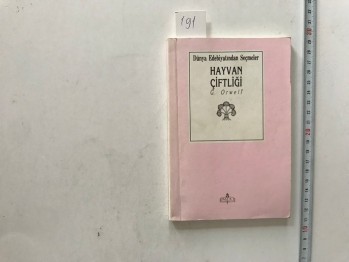 191
Dünya Edebiyatından Seçmeler
HAYVAN
ÇİFTLİĞİ
G. Orwell